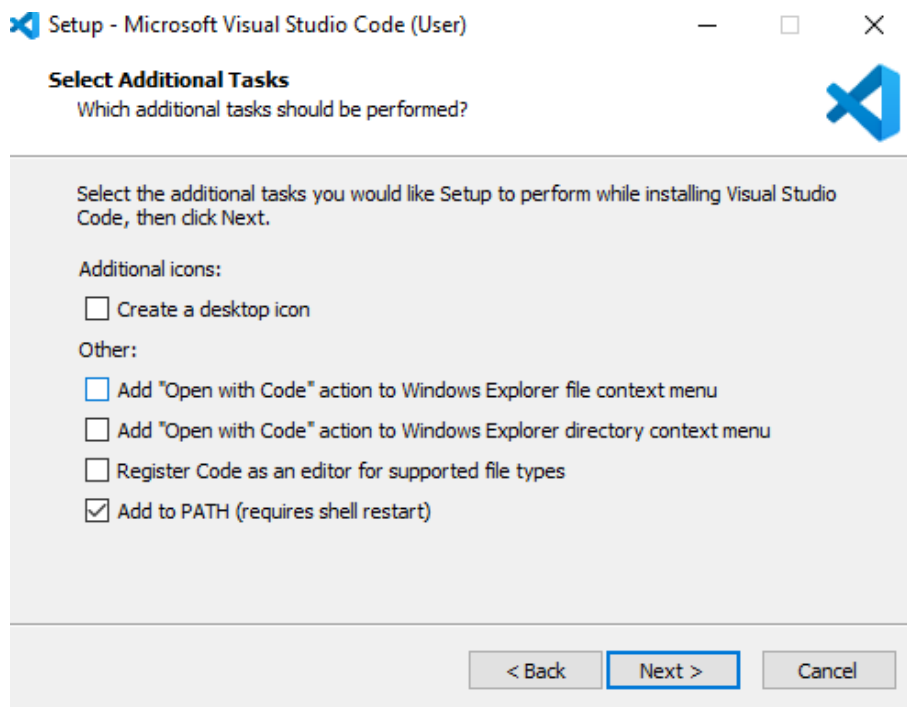 Setup - Microsoft Visual Studio Code (User)
Select Additional Tasks
Which additional tasks should be performed?
Select the additional tasks you would like Setup to perform while installing Visual Studio
Code, then click Next.
Additional icons:
Create a desktop icon
Other:
Add "Open with Code" action to Windows Explorer file context menu
Add "Open with Code" action to Windows Explorer directory context menu
Register Code as an editor for supported file types
Add to PATH (requires shell restart)
< Back Next > Cancel